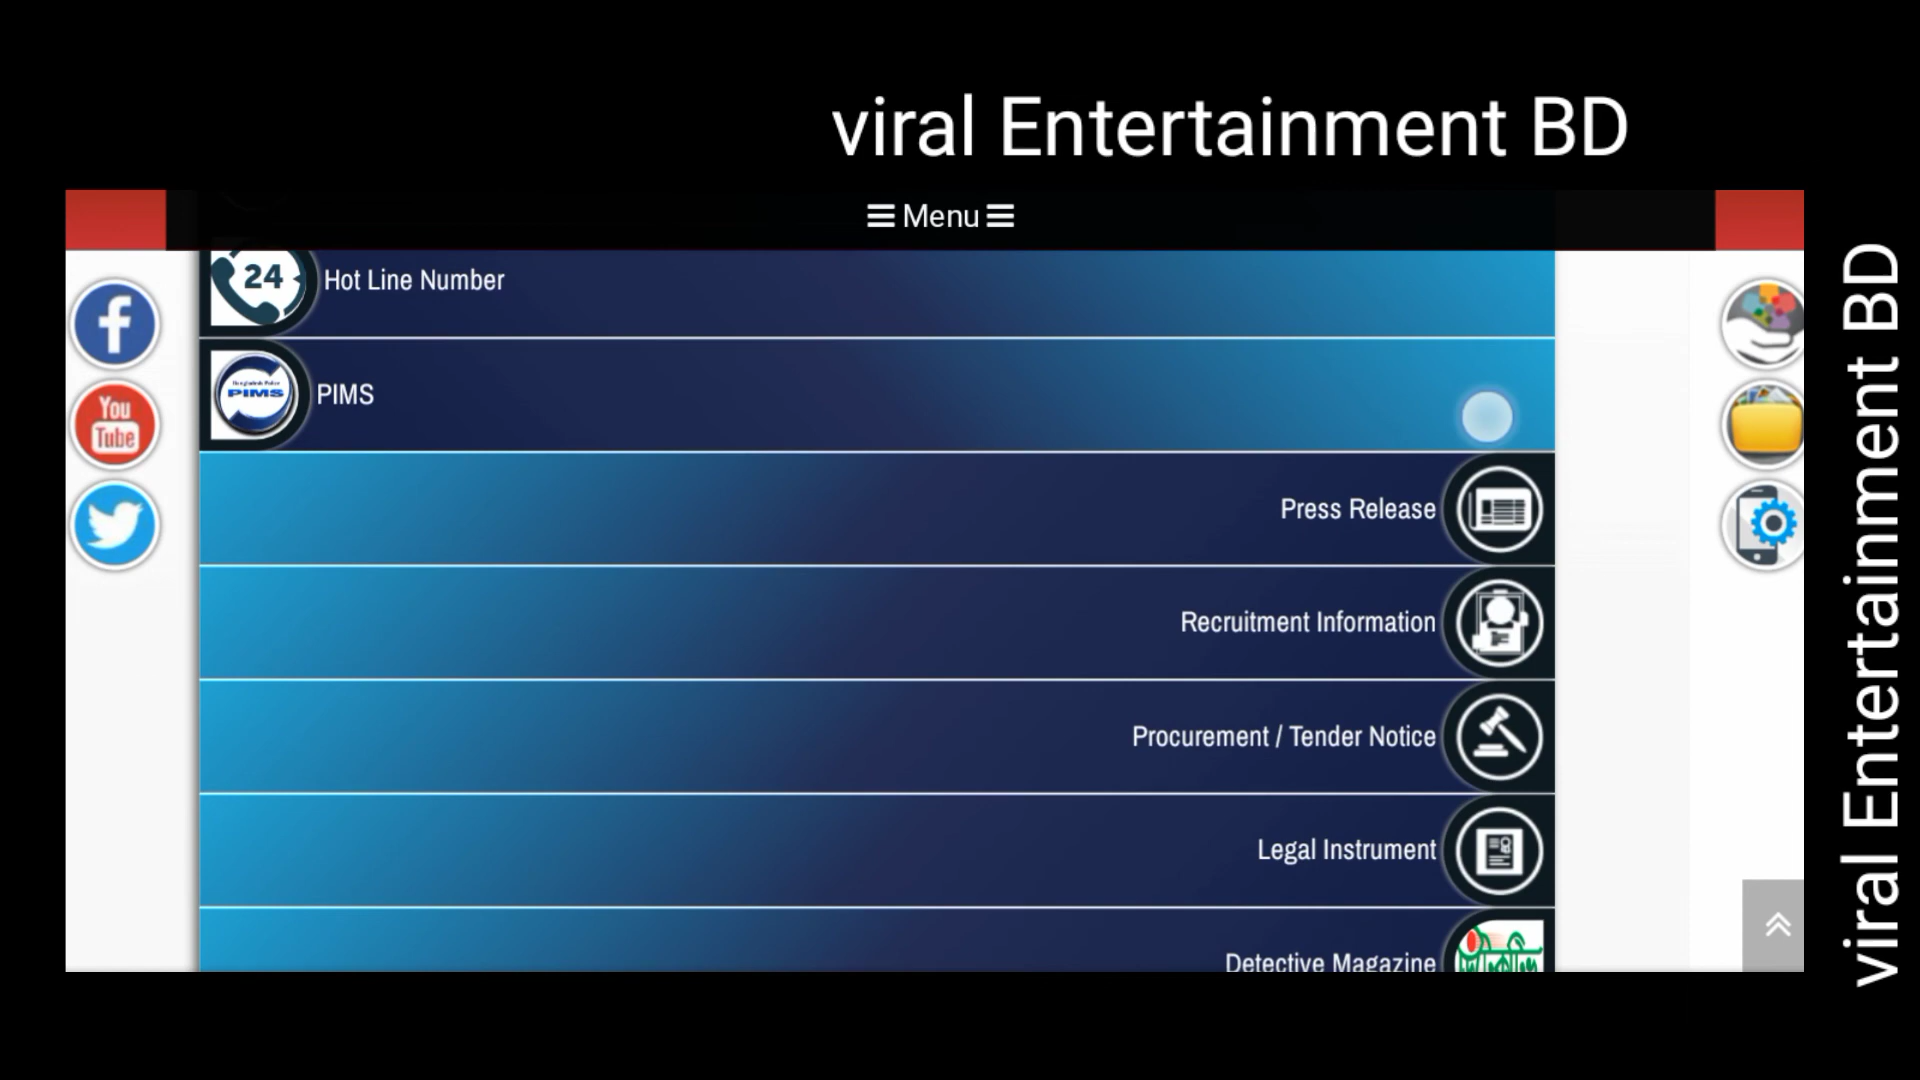 viral Entertainment BD
Menu
24
Hot Line Number
PIMS
PIMS
You
Tube
Press Release
Recruitment Information
Procurement / Tender Notice
Legal Instrument
Detective Magazine
viral Entertainment BD